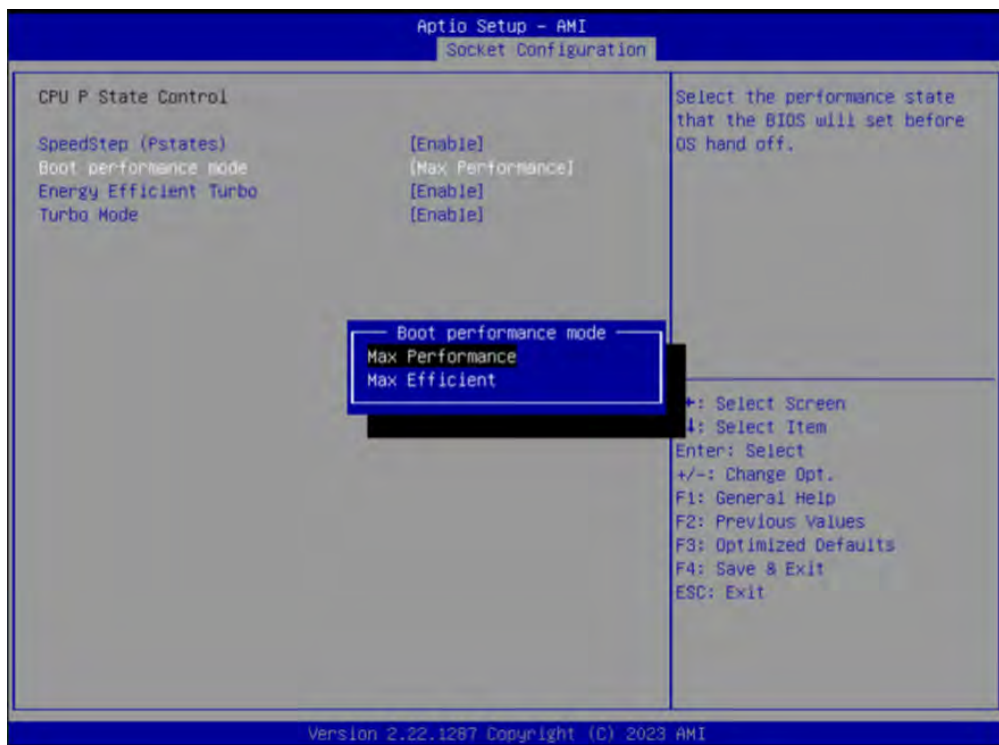 Aptio Setup – AMI
Socket Configuration
CPU P State Control
SpeedStep (Pstates) [Enable]
Boot performance mode [Max Performance]
Energy Efficient Turbo [Enable]
Turbo Mode [Enable]
Select the performance state
that the BIOS will set before
OS hand off.
Boot performance mode
Max Performance
Max Efficient
: Select Screen
: Select Item
Enter: Select
+/-: Change Opt.
F1: General Help
F2: Previous Values
F3: Optimized Defaults
F4: Save & Exit
ESC: Exit
Version 2.22.1287 Copyright (C) 2023 AMI